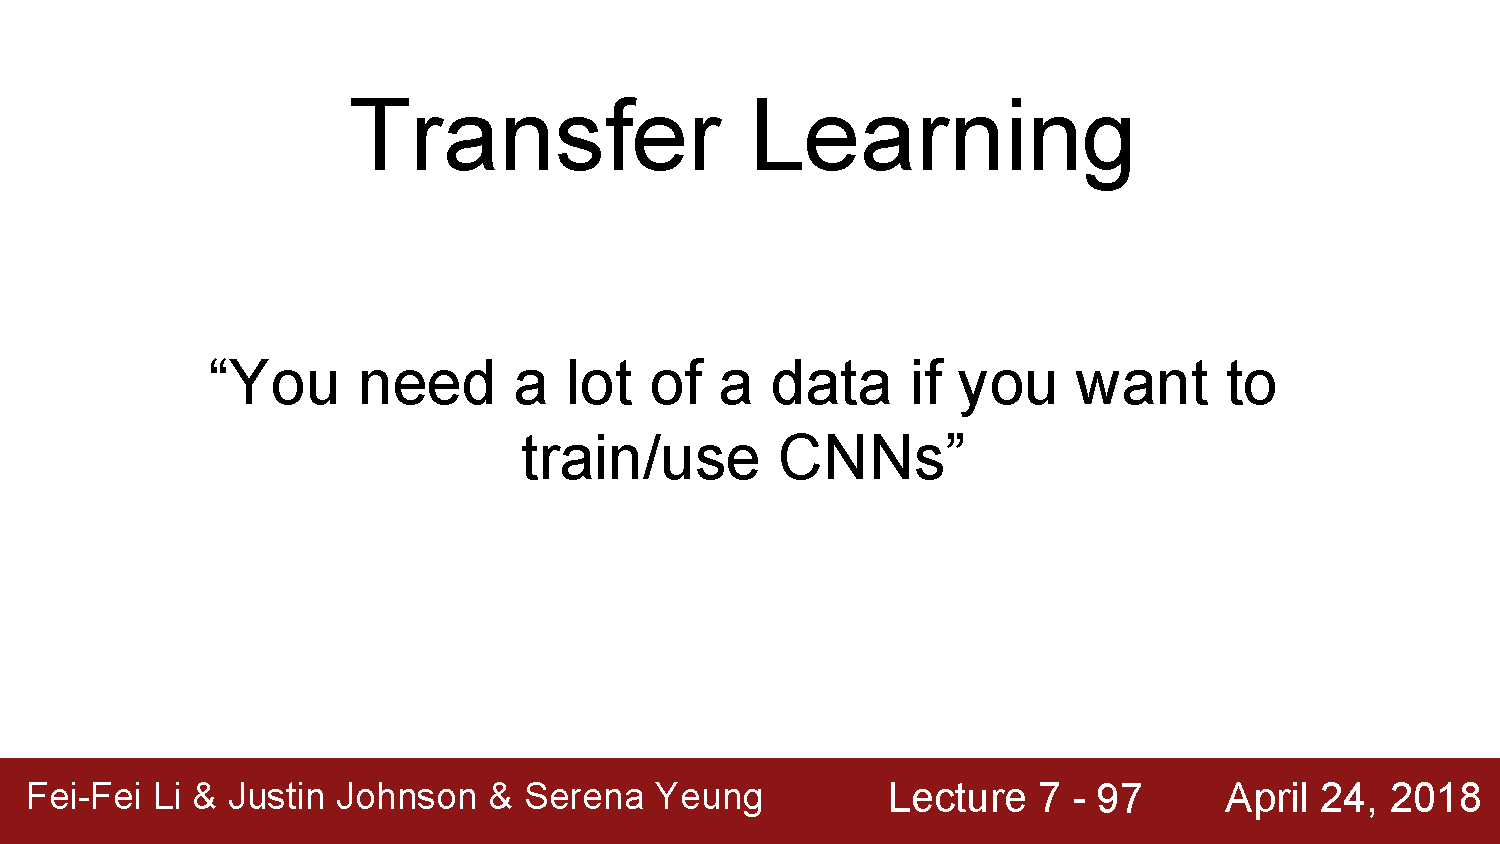 Transfer Learning
“You need a lot of a data if you want to
train/use CNNs”
Fei-Fei Li & Justin Johnson & Serena Yeung Lecture 7 - 97 April 24, 2018